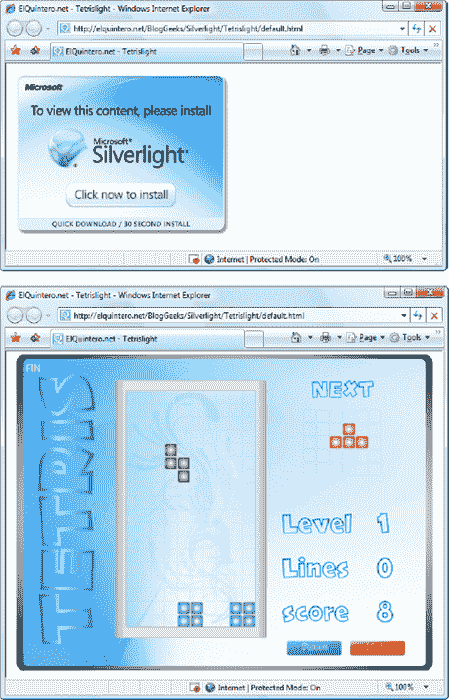 ElQuintero.net - Tetrislight - Windows Internet Explorer
http://elquintero.net/BlogGeeks/Silverlight/Tetrislight/default.html
ElQuintero.net - Tetrislight
Page
Tools
Microsoft
To view this content, please install
Microsoft®
Silverlight™
Click now to install
QUICK DOWNLOAD / 30 SECOND INSTALL
Internet | Protected Mode: On
100%
ElQuintero.net - Tetrislight - Windows Internet Explorer
http://elquintero.net/BlogGeeks/Silverlight/Tetrislight/default.html
ElQuintero.net - Tetrislight
Page
Tools
FIN
NEXT
Level 1
Lines 0
score 8
Internet | Protected Mode: On
100%